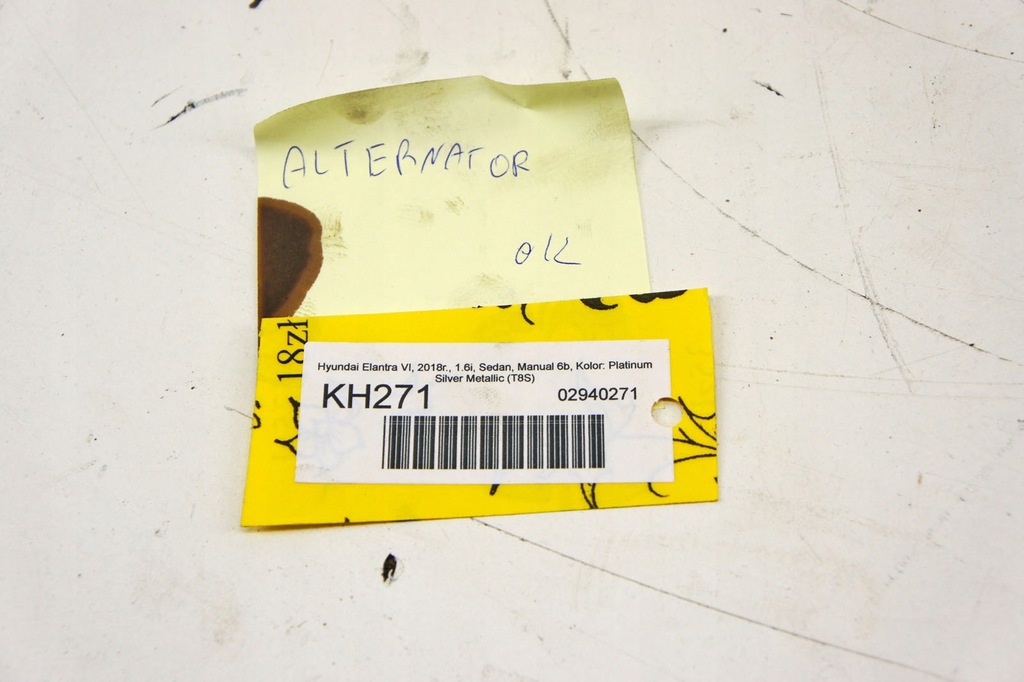 ALTERNATOR
OK
18zł
Hyundai Elantra VI, 2018r., 1.6i, Sedan, Manual 6b, Kolor: Platinum
Silver Metallic (T8S)
KH271
02940271